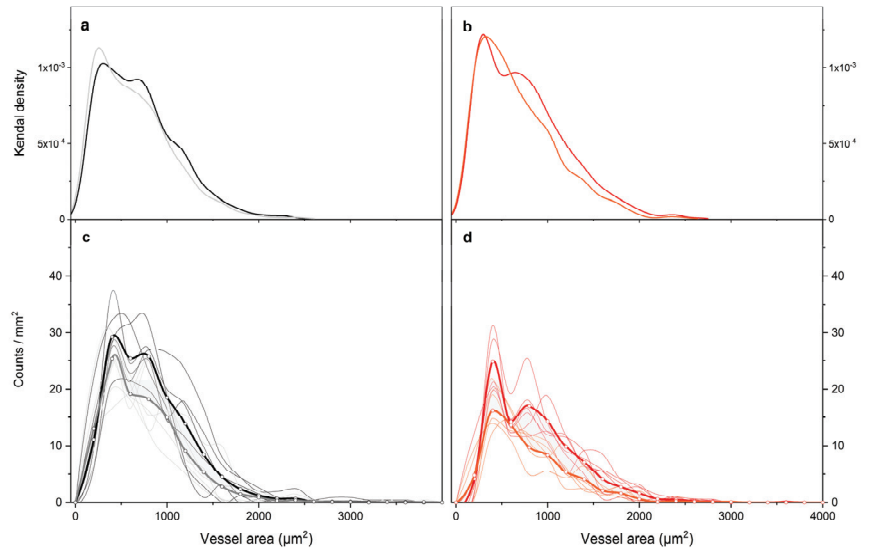 a
b
1x10⁻³
1x10⁻³
Kendal density
5x10⁻⁴
5x10⁻⁴
0
0
c
d
40
40
30
30
Counts / mm²
20
20
10
10
0
0
0
1000
2000
3000
0
1000
2000
3000
4000
Vessel area (µm²)
Vessel area (µm²)